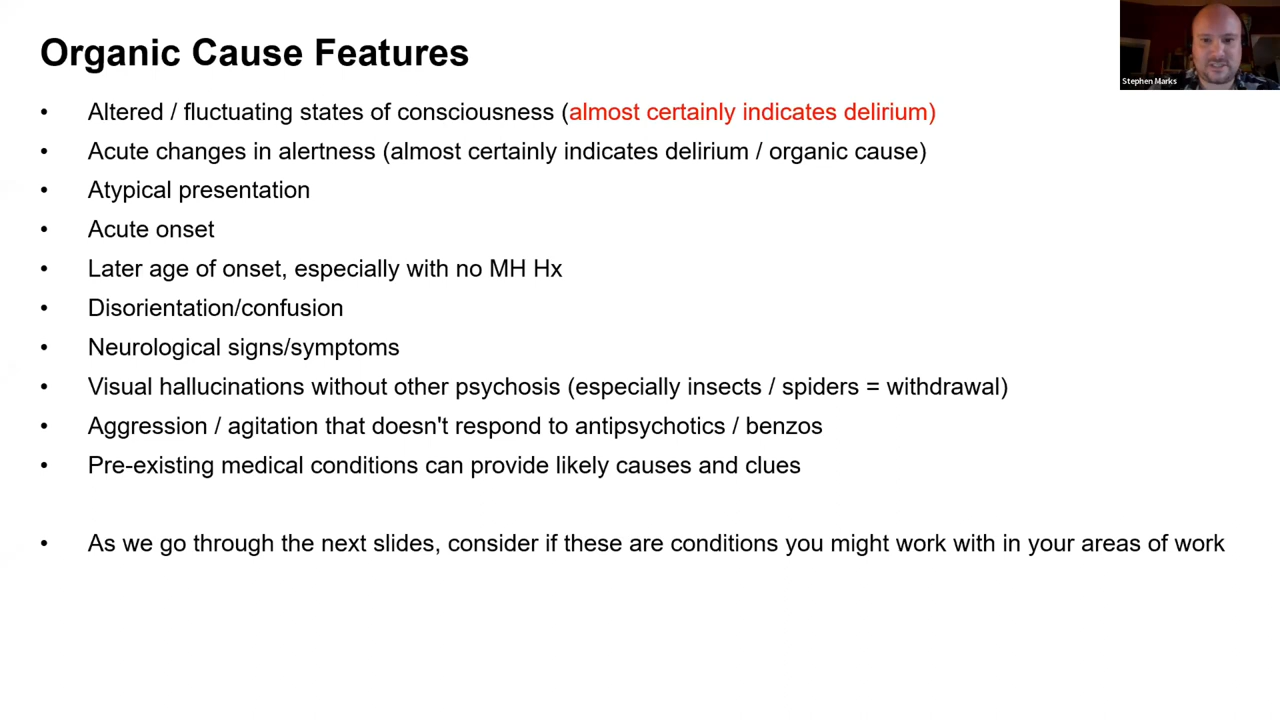 Organic Cause Features
Stephen Marks
• Altered / fluctuating states of consciousness (almost certainly indicates delirium)
• Acute changes in alertness (almost certainly indicates delirium / organic cause)
• Atypical presentation
• Acute onset
• Later age of onset, especially with no MH Hx
• Disorientation/confusion
• Neurological signs/symptoms
• Visual hallucinations without other psychosis (especially insects / spiders = withdrawal)
• Aggression / agitation that doesn't respond to antipsychotics / benzos
• Pre-existing medical conditions can provide likely causes and clues
• As we go through the next slides, consider if these are conditions you might work with in your areas of work